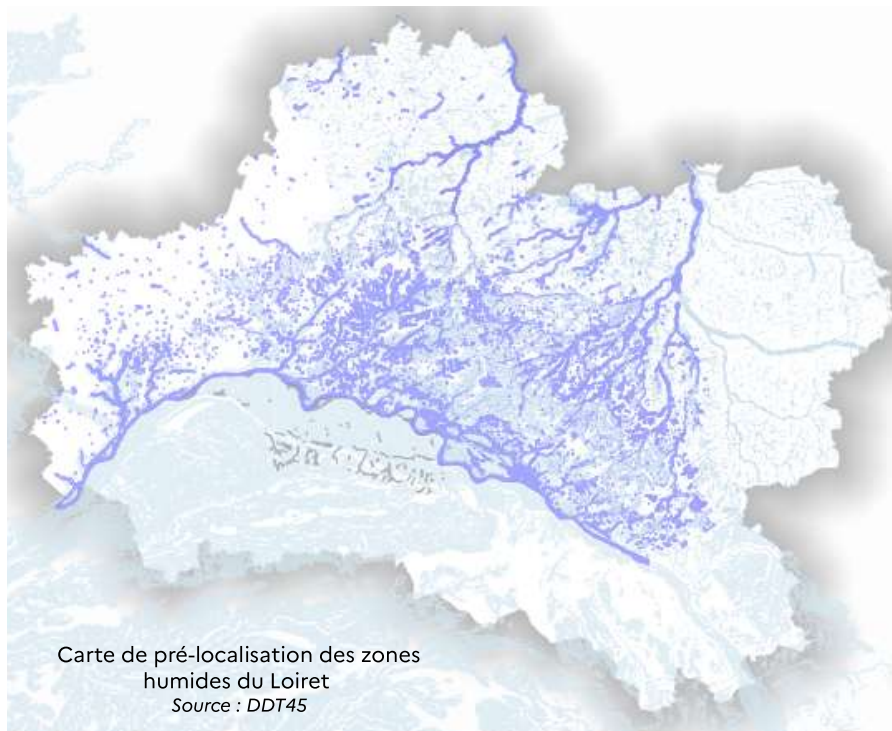 Carte de pré-localisation des zones
humides du Loiret
Source : DDT45